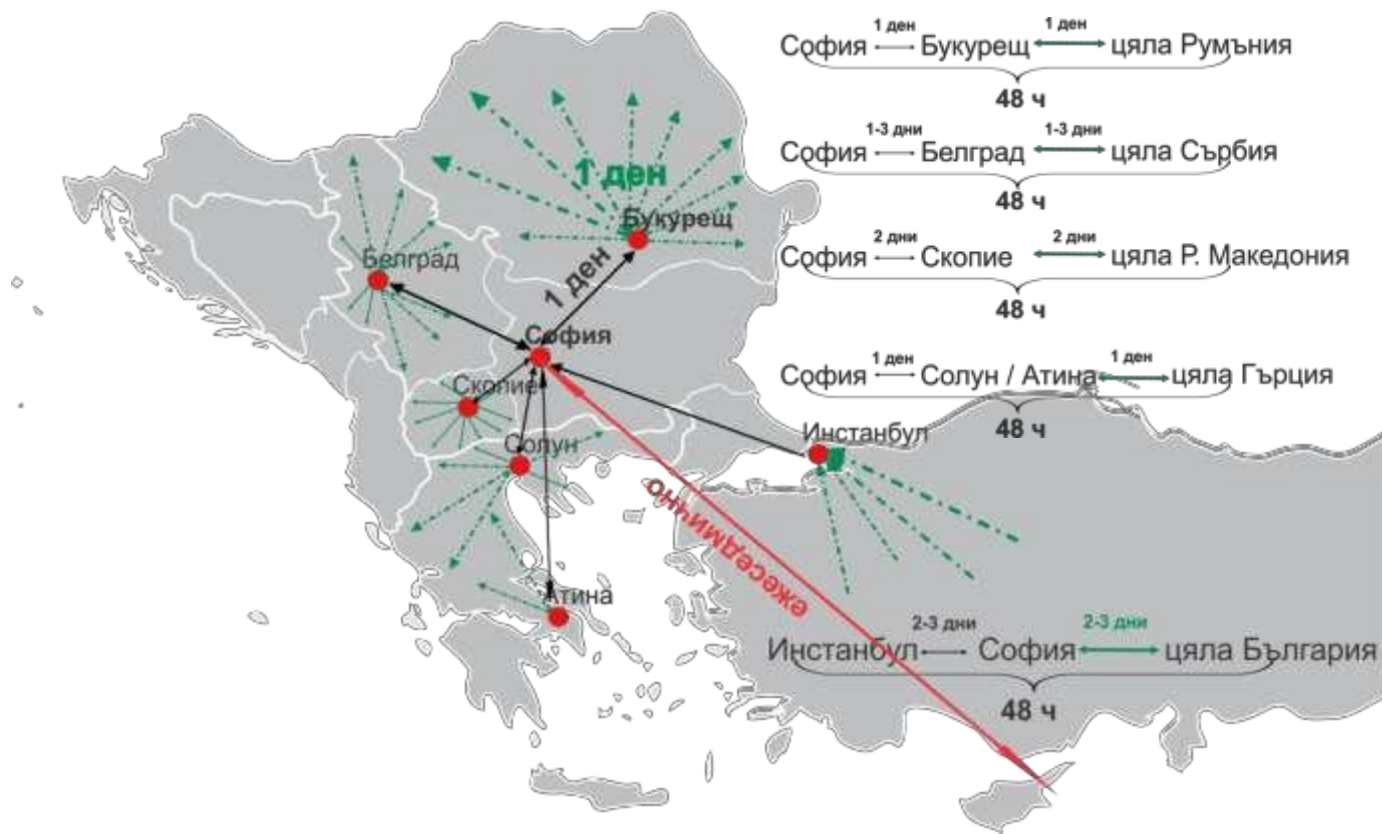 1 ден 1 ден
София Букурещ цяла Румъния
48 ч
1-3 дни 1-3 дни
София Белград цяла Сърбия
48 ч
2 дни 2 дни
София Скопие цяла Р. Македония
48 ч
1 ден 1 ден
София Солун / Атина цяла Гърция
48 ч
1 ден
Букурещ
Белград
1 ден
София
Скопие
Солун
Инстанбул
ежеседмично
Атина
2-3 дни 2-3 дни
Инстанбул София цяла България
48 ч